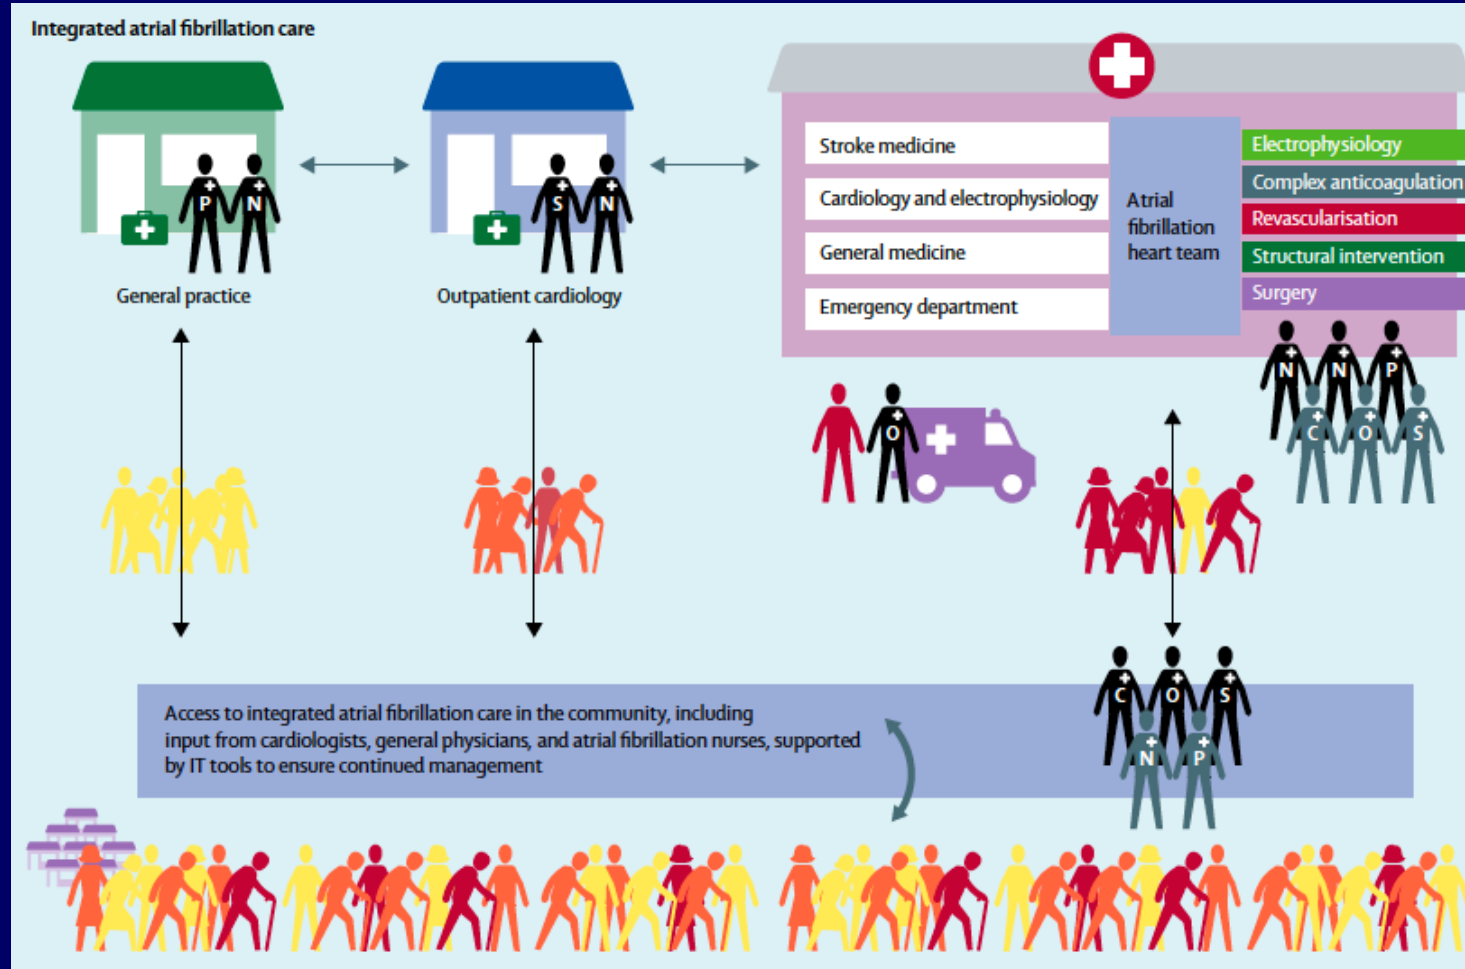 Integrated atrial fibrillation care
P N
General practice
S N
Outpatient cardiology
Stroke medicine
Cardiology and electrophysiology
General medicine
Emergency department
Atrial
fibrillation
heart team
Electrophysiology
Complex anticoagulation
Revascularisation
Structural intervention
Surgery
N N P
C O S
O
C O S
N P
Access to integrated atrial fibrillation care in the community, including
input from cardiologists, general physicians, and atrial fibrillation nurses, supported
by IT tools to ensure continued management